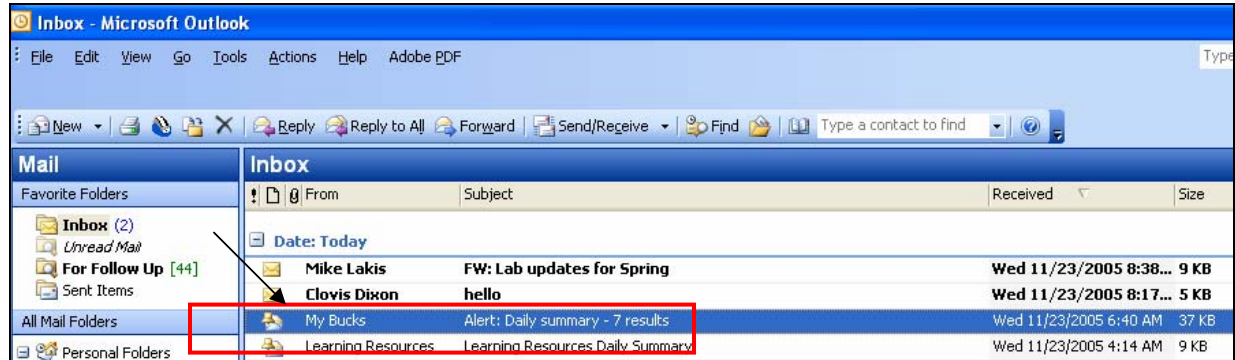 Inbox - Microsoft Outlook
File Edit View Go Tools Actions Help Adobe PDF Type
New Reply Reply to All Forward Send/Receive Find Type a contact to find
Mail Inbox
Favorite Folders ! From Subject Received Size
Inbox (2)
Unread Mail Date: Today
For Follow Up [44] Mike Lakis FW: Lab updates for Spring Wed 11/23/2005 8:38... 9 KB
Sent Items Clovis Dixon hello Wed 11/23/2005 8:17... 5 KB
All Mail Folders My Bucks Alert: Daily summary - 7 results Wed 11/23/2005 6:40 AM 37 KB
Personal Folders Learning Resources Learning Resources Daily Summary Wed 11/23/2005 4:14 AM 9 KB